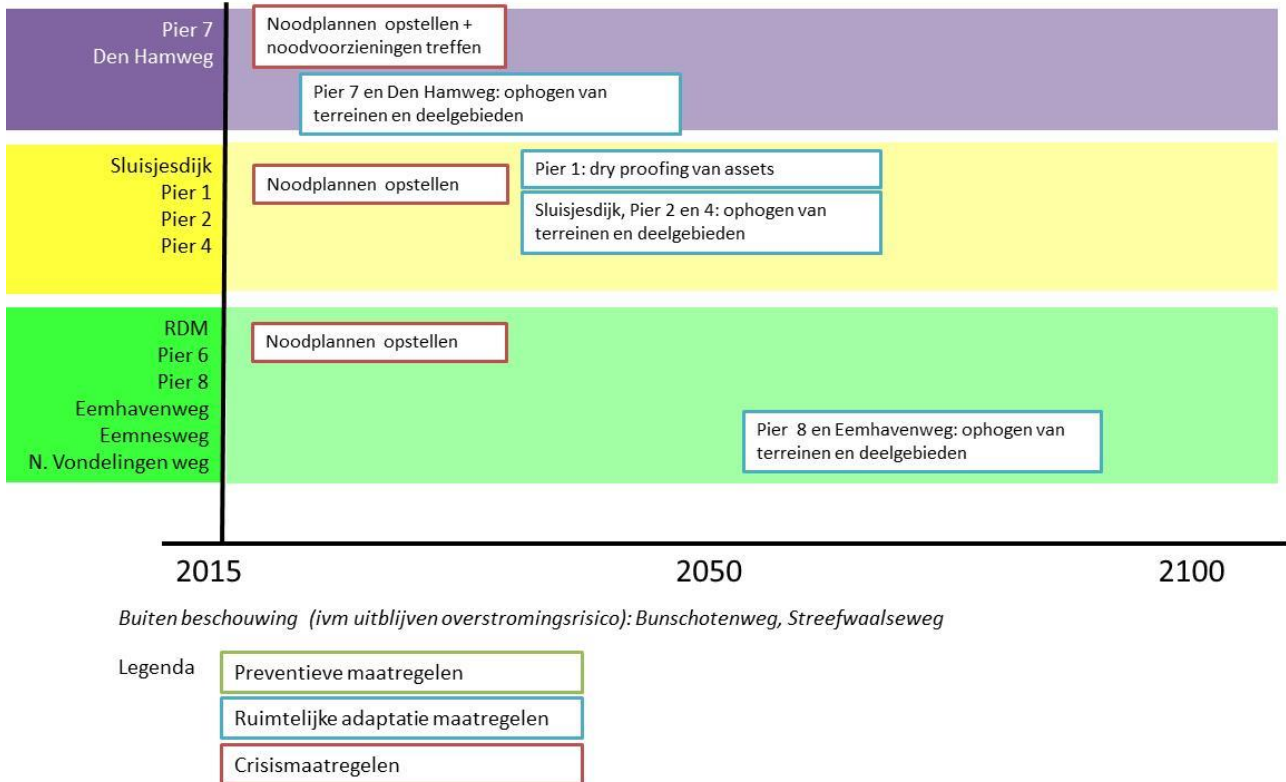 Pier 7
Den Hamweg
Noodplannen opstellen +
noodvoorzieningen treffen
Pier 7 en Den Hamweg: ophogen van
terreinen en deelgebieden
Sluisjesdijk
Pier 1
Pier 2
Pier 4
Noodplannen opstellen
Pier 1: dry proofing van assets
Sluisjesdijk, Pier 2 en 4: ophogen van
terreinen en deelgebieden
RDM
Pier 6
Pier 8
Eemhavenweg
Eemnesweg
N. Vondelingen weg
Noodplannen opstellen
Pier 8 en Eemhavenweg: ophogen van
terreinen en deelgebieden
2015
2050
2100
Buiten beschouwing (ivm uitblijven overstromingsrisico): Bunschotenweg, Streefwaalseweg
Legenda
Preventieve maatregelen
Ruimtelijke adaptatie maatregelen
Crisismaatregelen